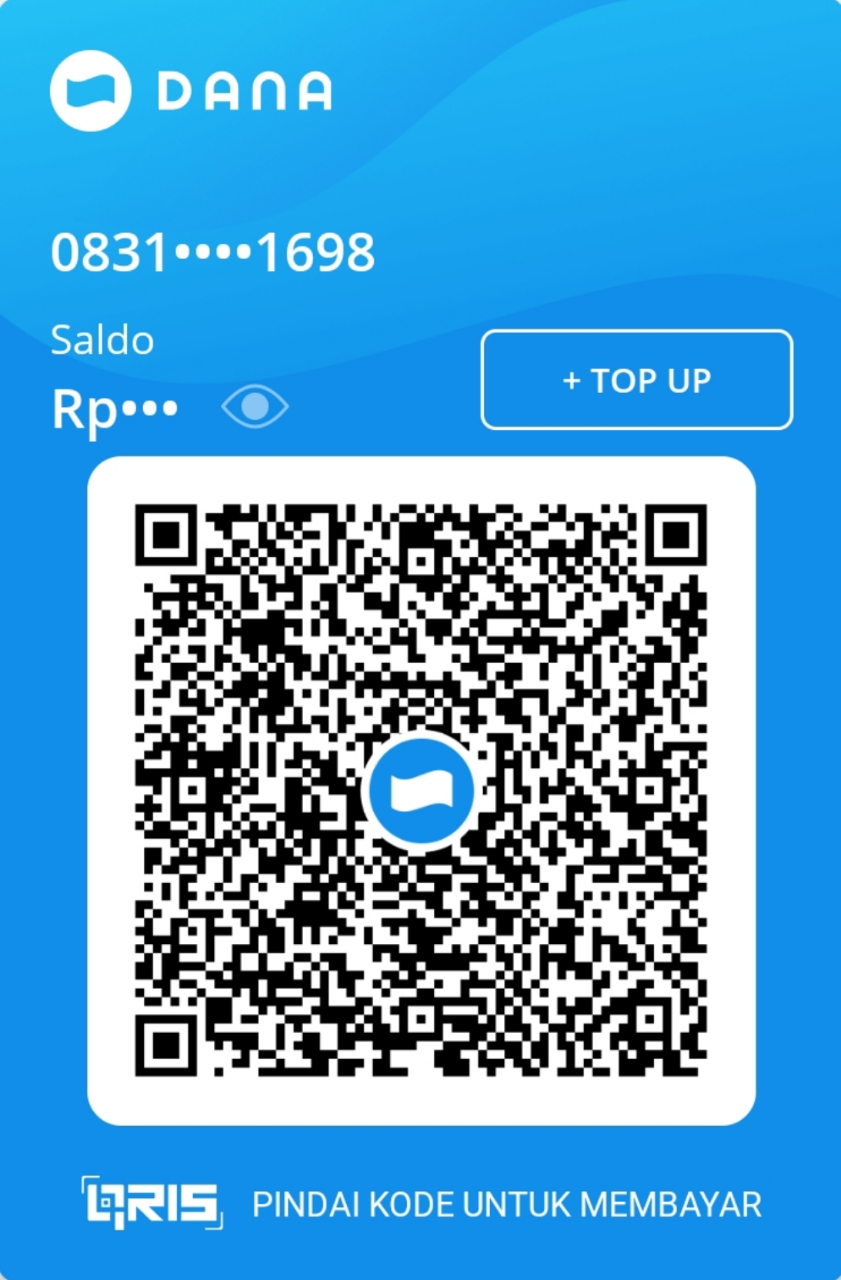 DANA
0831••••1698
Saldo
Rp•••
+ TOP UP
QRIS
PINDAI KODE UNTUK MEMBAYAR